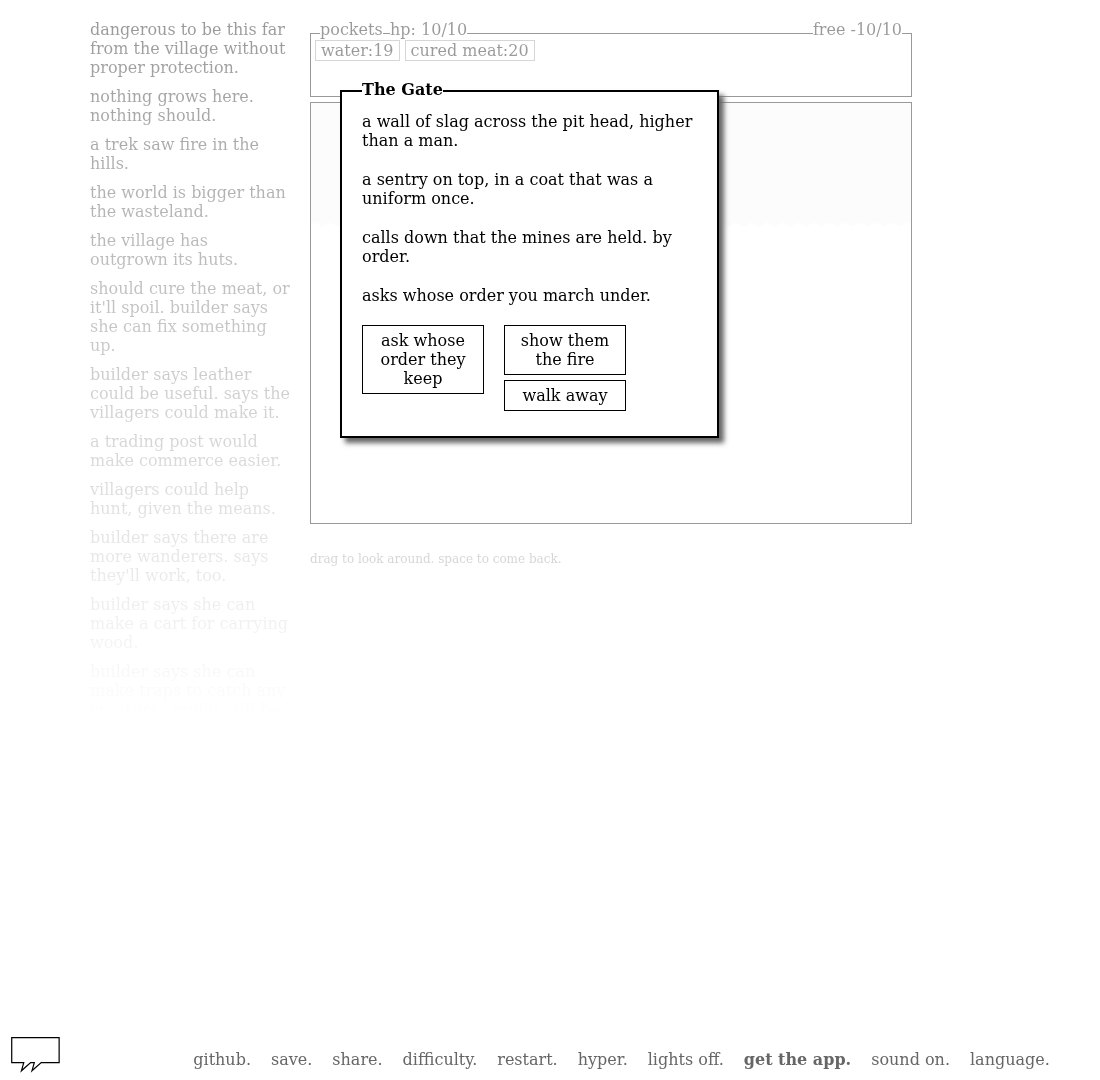 dangerous to be this far
from the village without
proper protection.
nothing grows here.
nothing should.
a trek saw fire in the
hills.
the world is bigger than
the wasteland.
the village has
outgrown its huts.
should cure the meat, or
it'll spoil. builder says
she can fix something
up.
builder says leather
could be useful. says the
villagers could make it.
a trading post would
make commerce easier.
villagers could help
hunt, given the means.
builder says there are
more wanderers. says
they'll work, too.
builder says she can
make a cart for carrying
wood.
builder says she can
make traps to catch any
pockets hp: 10/10
free -10/10
water:19
cured meat:20
The Gate
a wall of slag across the pit head, higher
than a man.
a sentry on top, in a coat that was a
uniform once.
calls down that the mines are held. by
order.
asks whose order you march under.
ask whose
order they
keep
show them
the fire
walk away
drag to look around. space to come back.
github. save. share. difficulty. restart. hyper. lights off. get the app. sound on. language.